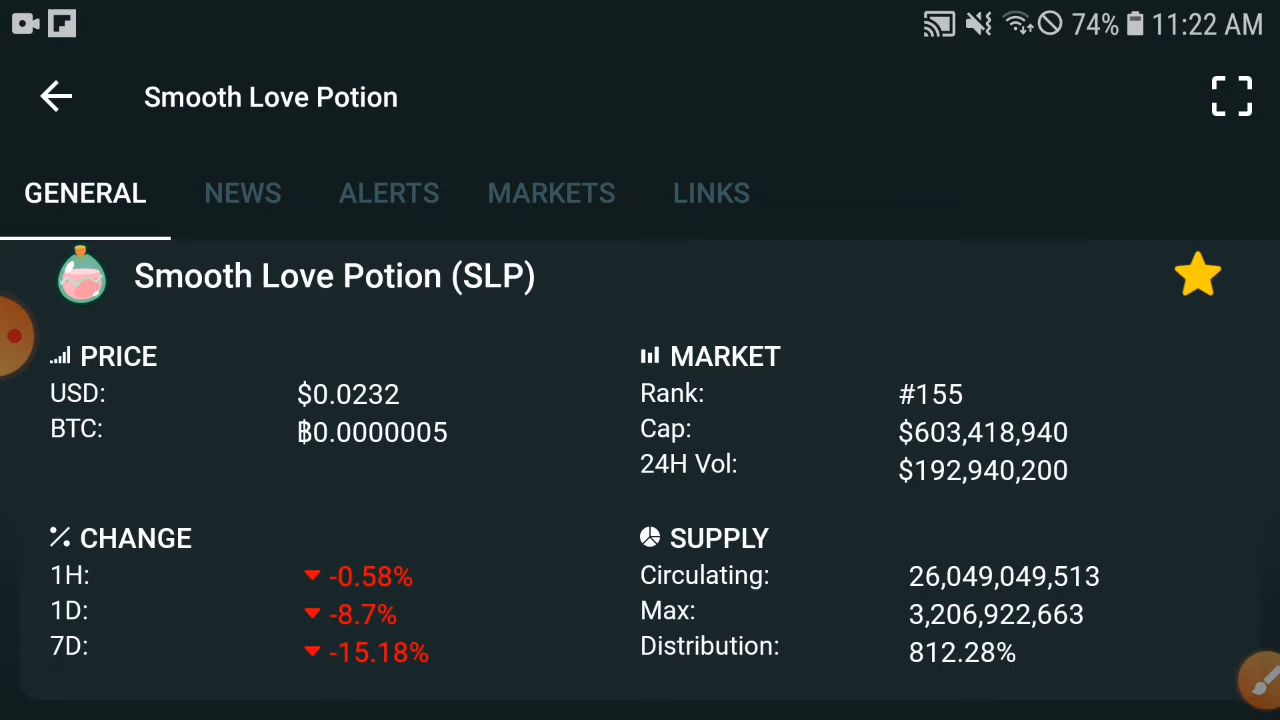 74% 11:22 AM
Smooth Love Potion
GENERAL NEWS ALERTS MARKETS LINKS
Smooth Love Potion (SLP)
PRICE
USD: $0.0232
BTC: ฿0.0000005
MARKET
Rank: #155
Cap: $603,418,940
24H Vol: $192,940,200
CHANGE
1H: -0.58%
1D: -8.7%
7D: -15.18%
SUPPLY
Circulating: 26,049,049,513
Max: 3,206,922,663
Distribution: 812.28%